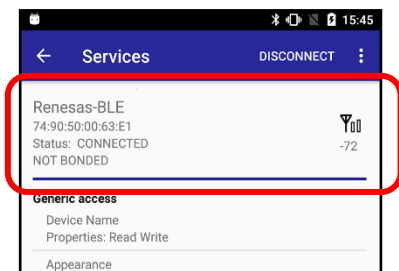 15:45
Services
DISCONNECT
Renesas-BLE
74:90:50:00:63:E1
Status: CONNECTED
-72
NOT BONDED
Generic access
Device Name
Properties: Read Write
Appearance